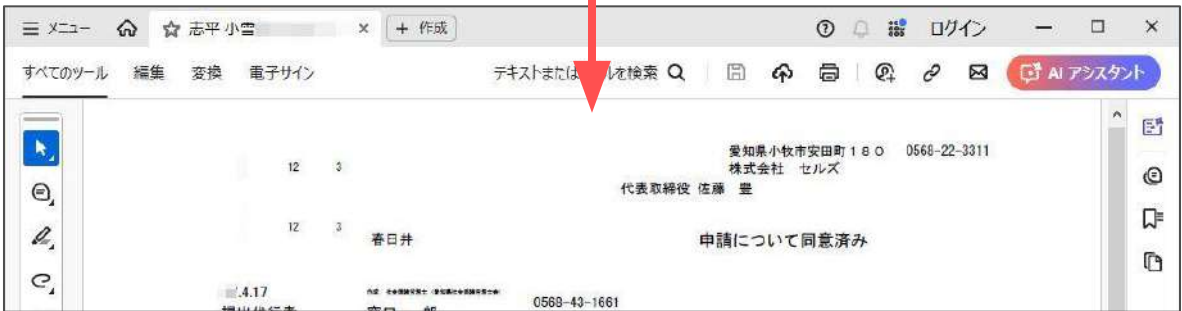 メニュー 志平 小雪 × + 作成 ログイン
すべてのツール 編集 変換 電子サイン テキストまたは を検索 AI アシスタント
愛知県小牧市安田町180 0568-22-3311
12 3 株式会社 セルズ
代表取締役 佐藤 豊
12 3
春日井 申請について同意済み
.4.17
0568-43-1661